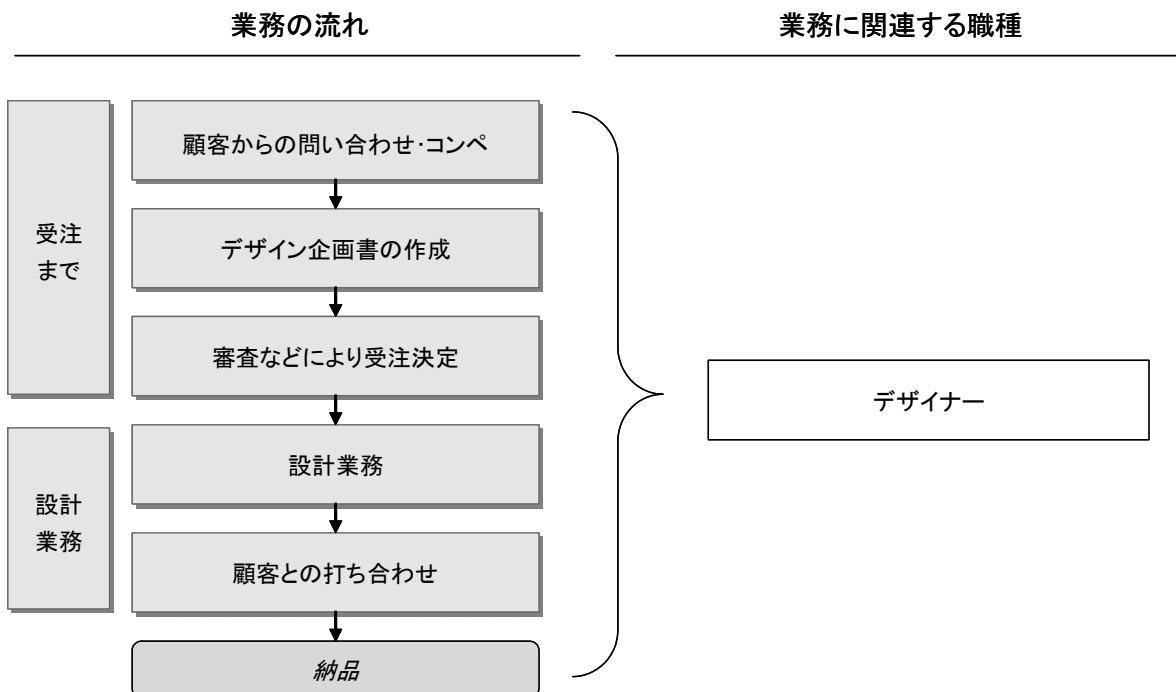 業務の流れ
業務に関連する職種
受注
まで
顧客からの問い合わせ・コンペ
デザイン企画書の作成
審査などにより受注決定
デザイナー
設計
業務
設計業務
顧客との打ち合わせ
納品